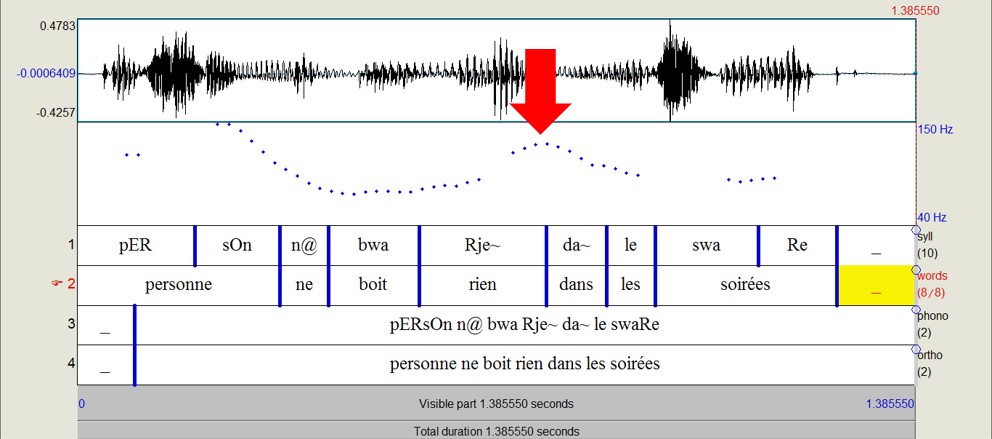 1.385550
0.4783
-0.0006409
-0.4257
150 Hz
40 Hz
1 pER sOn n@ bwa Rje~ da~ le swa Re _ syll (10)
2 personne ne boit rien dans les soirées _ words (8/8)
3 _ pERsOn n@ bwa Rje~ da~ le swaRe phono (2)
4 _ personne ne boit rien dans les soirées ortho (2)
0 Visible part 1.385550 seconds 1.385550
Total duration 1.385550 seconds